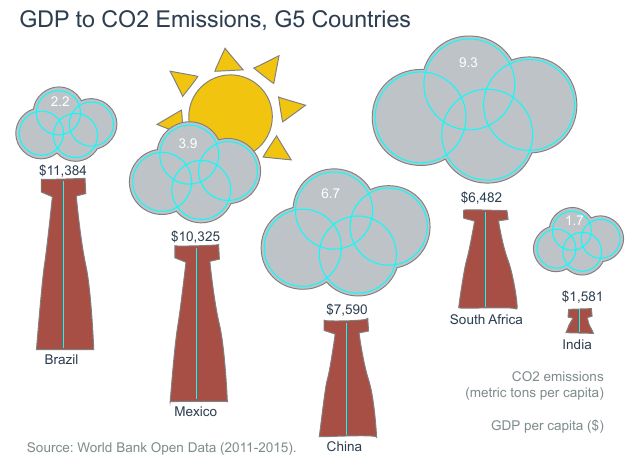 GDP to CO2 Emissions, G5 Countries
2.2
$11,384
Brazil
3.9
$10,325
Mexico
6.7
$7,590
China
9.3
$6,482
South Africa
1.7
$1,581
India
CO2 emissions
(metric tons per capita)
GDP per capita ($)
Source: World Bank Open Data (2011-2015).